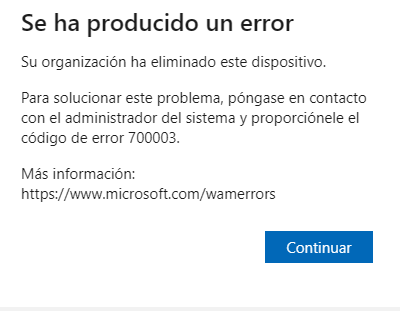 Se ha producido un error
Su organización ha eliminado este dispositivo.
Para solucionar este problema, póngase en contacto
con el administrador del sistema y proporciónele el
código de error 700003.
Más información:
https://www.microsoft.com/wamerrors
Continuar